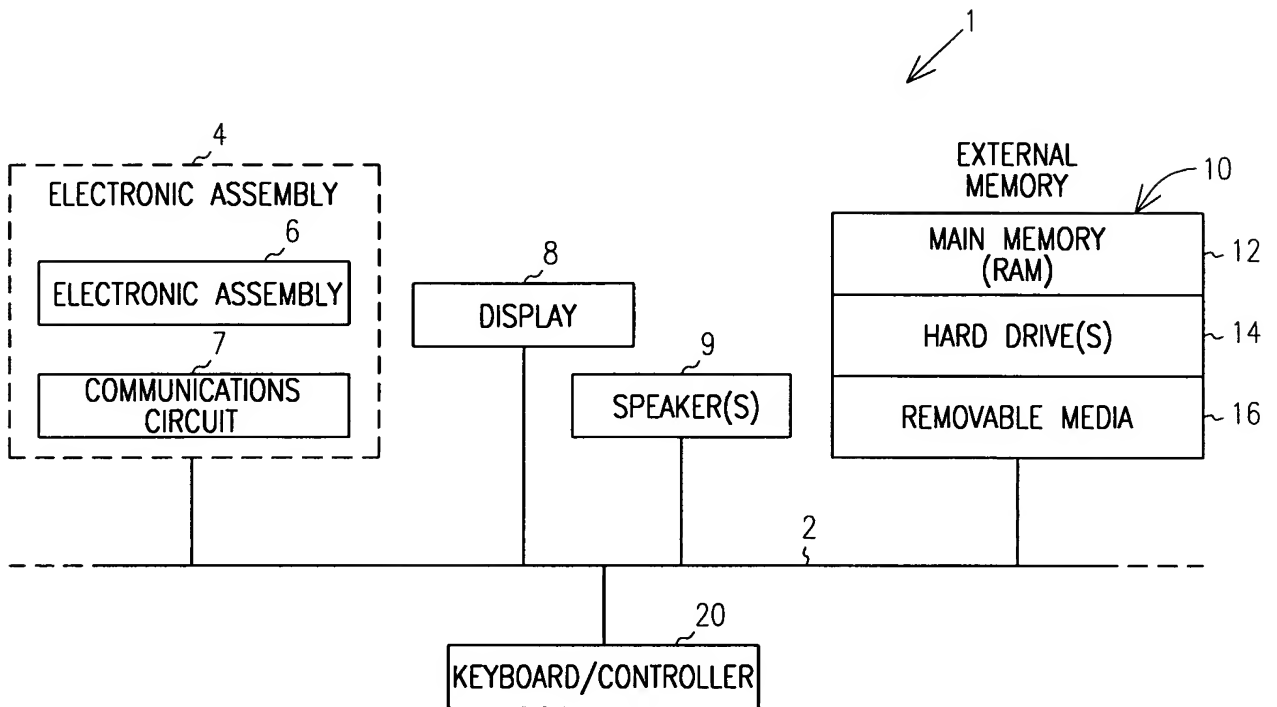 1
4
ELECTRONIC ASSEMBLY
6
ELECTRONIC ASSEMBLY
7
COMMUNICATIONS
CIRCUIT
8
DISPLAY
9
SPEAKER(S)
EXTERNAL
MEMORY
10
MAIN MEMORY
(RAM)
12
HARD DRIVE(S)
14
REMOVABLE MEDIA
16
2
20
KEYBOARD/CONTROLLER